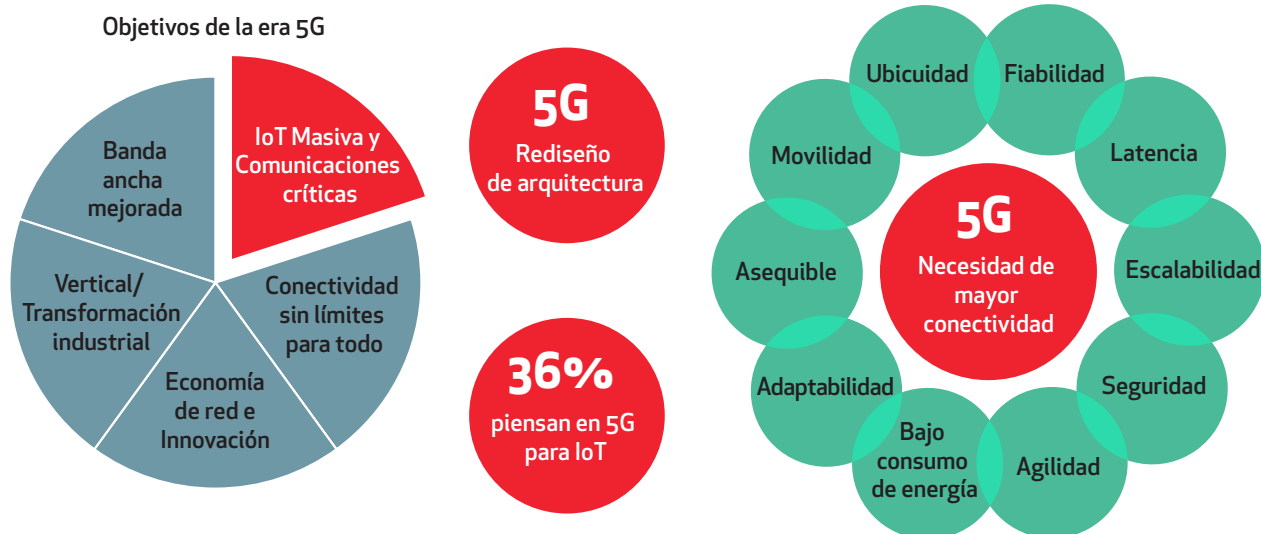 Objetivos de la era 5G
IoT Masiva y
Comunicaciones
críticas
Conectividad
sin límites
para todo
Economía
de red e
Innovación
Vertical/
Transformación
industrial
Banda
ancha
mejorada
5G
Rediseño
de arquitectura
36%
piensan en 5G
para IoT
5G
Necesidad de
mayor
conectividad
Ubicuidad
Fiabilidad
Latencia
Escalabilidad
Seguridad
Agilidad
Bajo
consumo
de energía
Adaptabilidad
Asequible
Movilidad